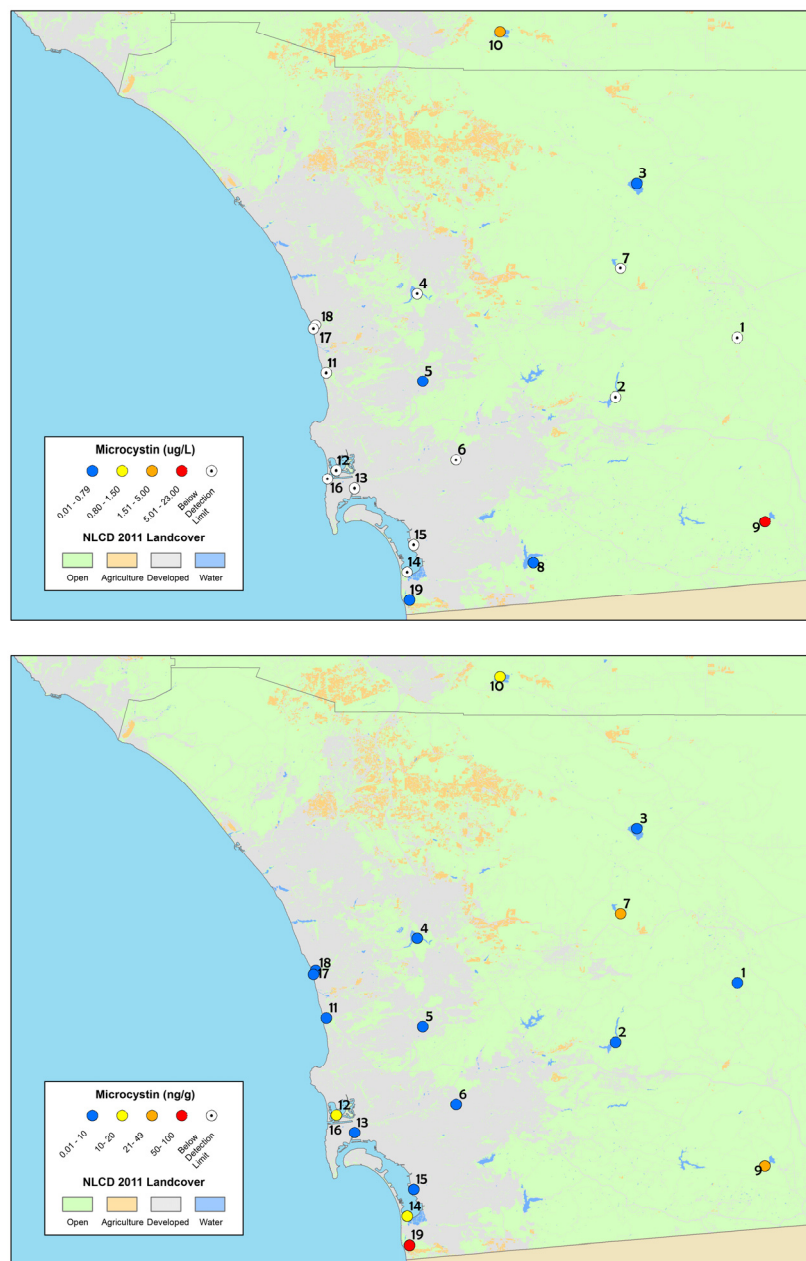 10
3
7
4
18
17
1
11
5
2
6
12
16
13
15
14
9
8
19
Microcystin (ug/L)
0.01 - 0.79
0.80 - 1.50
1.51 - 5.00
5.01 - 23.00
Below
Detection
Limit
NLCD 2011 Landcover
Open Agriculture Developed Water
10
3
7
4
18
17
1
11
5
2
6
12
16
13
15
14
9
19
Microcystin (ng/g)
0.01 - 10
10- 20
21- 49
50- 100
Below
Detection
Limit
NLCD 2011 Landcover
Open Agriculture Developed Water